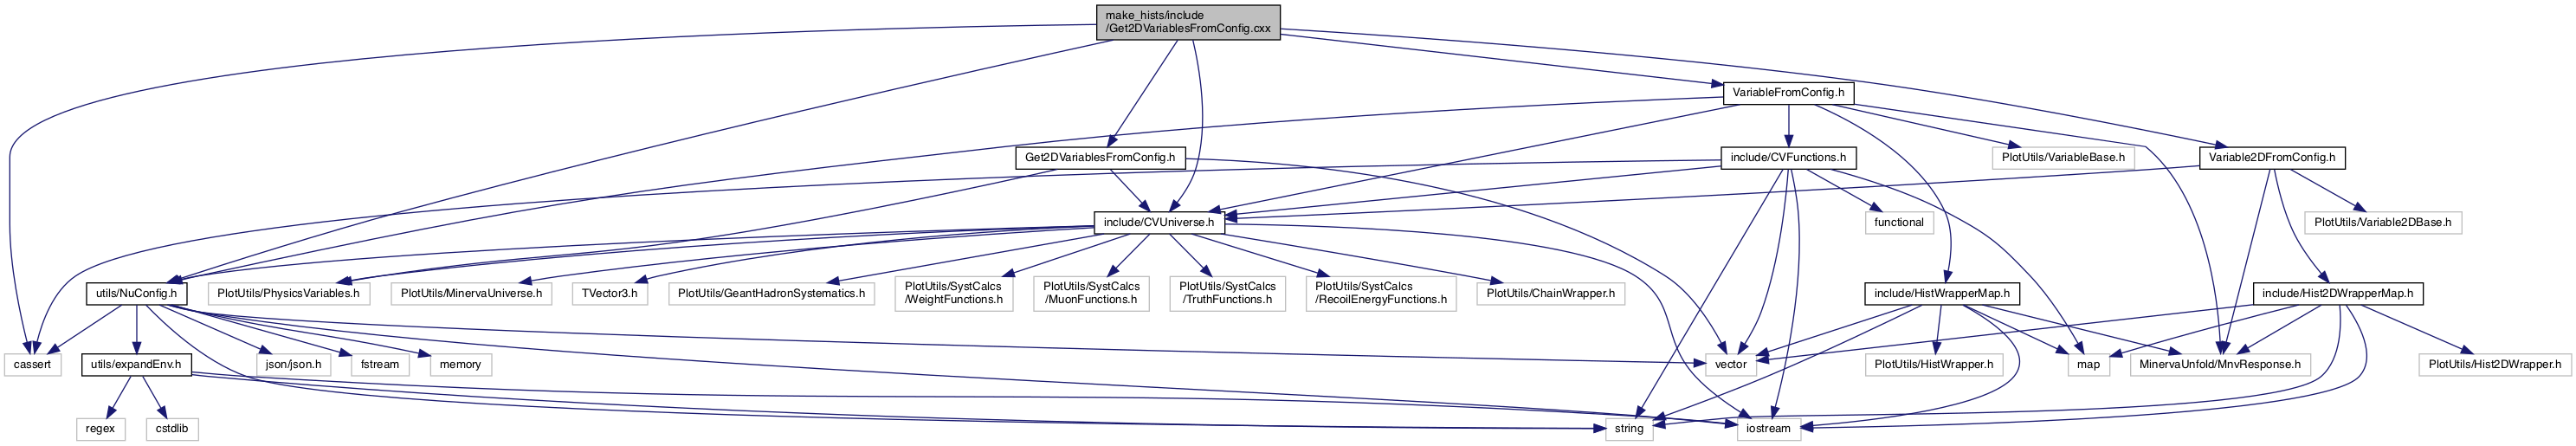 make_hists/include
/Get2DVariablesFromConfig.cxx
VariableFromConfig.h
Get2DVariablesFromConfig.h
include/CVFunctions.h
PlotUtils/VariableBase.h
Variable2DFromConfig.h
include/CVUniverse.h
functional
PlotUtils/Variable2DBase.h
utils/NuConfig.h
PlotUtils/PhysicsVariables.h
PlotUtils/MinervaUniverse.h
TVector3.h
PlotUtils/GeantHadronSystematics.h
PlotUtils/SystCalcs
/WeightFunctions.h
PlotUtils/SystCalcs
/MuonFunctions.h
PlotUtils/SystCalcs
/TruthFunctions.h
PlotUtils/SystCalcs
/RecoilEnergyFunctions.h
PlotUtils/ChainWrapper.h
include/HistWrapperMap.h
include/Hist2DWrapperMap.h
cassert
utils/expandEnv.h
json/json.h
fstream
memory
vector
PlotUtils/HistWrapper.h
map
MinervaUnfold/MnvResponse.h
PlotUtils/Hist2DWrapper.h
regex
cstdlib
string
iostream